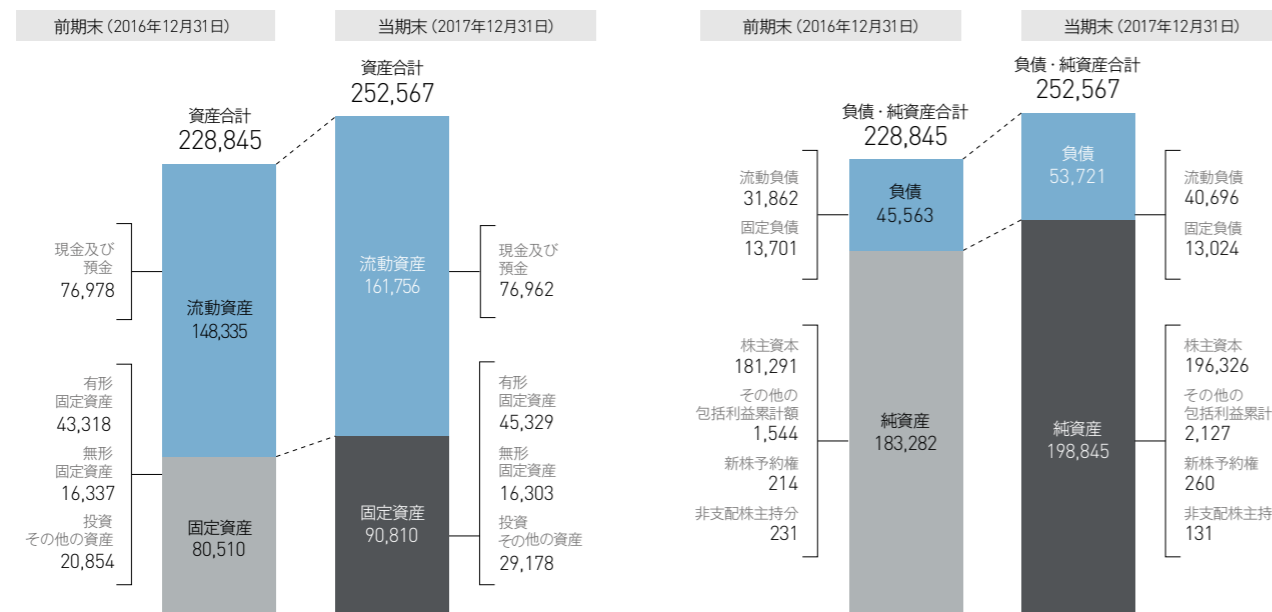 前期末（2016年12月31日）
当期末（2017年12月31日）
資産合計
228,845
資産合計
252,567
現金及び
預金
76,978
流動資産
148,335
有形
固定資産
43,318
無形
固定資産
16,337
投資
その他の資産
20,854
固定資産
80,510
流動資産
161,756
現金及び
預金
76,962
固定資産
90,810
有形
固定資産
45,329
無形
固定資産
16,303
投資
その他の資産
29,178
前期末（2016年12月31日）
当期末（2017年12月31日）
負債・純資産合計
228,845
負債・純資産合計
252,567
流動負債
31,862
固定負債
13,701
負債
45,563
株主資本
181,291
その他の
包括利益累計額
1,544
新株予約権
214
非支配株主持分
231
純資産
183,282
負債
53,721
流動負債
40,696
固定負債
13,024
純資産
198,845
株主資本
196,326
その他の
包括利益累計
2,127
新株予約権
260
非支配株主持
131